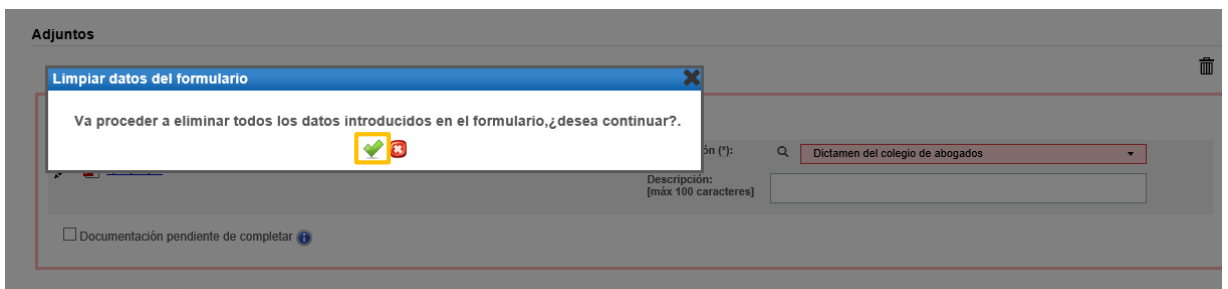 Adjuntos
Limpiar datos del formulario
Va proceder a eliminar todos los datos introducidos en el formulario,¿desea continuar?.
ón (*):
Dictamen del colegio de abogados
Descripción:
[máx 100 caracteres]
Documentación pendiente de completar